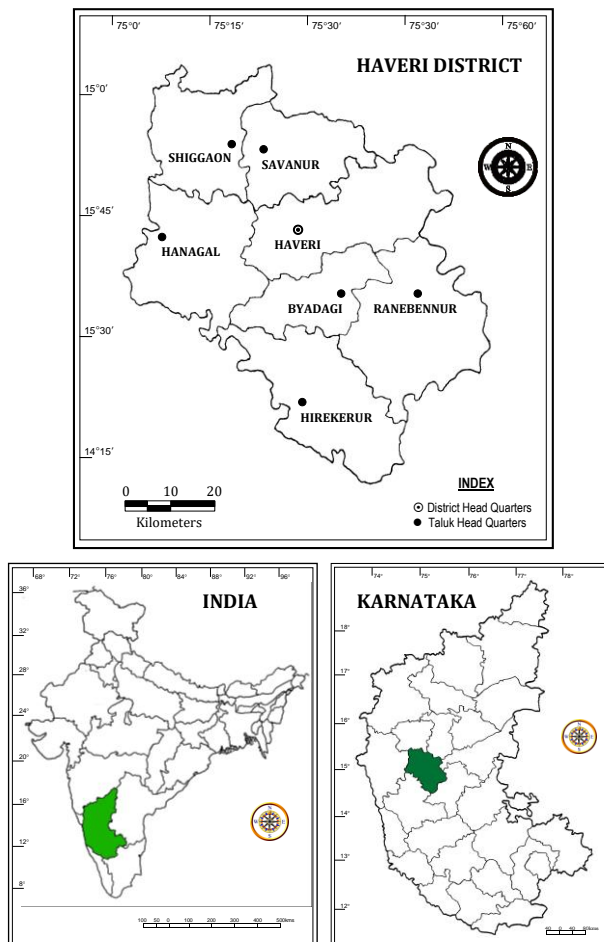 75°0′ 75°15′ 75°30′ 75°30′ 75°60′
HAVERI DISTRICT
15°0′
N
W E
S
SHIGGAON
SAVANUR
15°45′
HANAGAL
HAVERI
BYADAGI
RANEBENNUR
15°30′
HIREKERUR
14°15′
INDEX
0 10 20
Kilometers
District Head Quarters
Taluk Head Quarters
68° 72° 76° 80° 84° 88° 92° 96°
INDIA
36°
32°
28°
24°
20°
16°
12°
8°
N
W E
S
100 50 0 100 200 300 400 500kms
74° 75° 76° 77° 78°
KARNATAKA
18°
17°
16°
15°
14°
13°
12°
N
W E
S